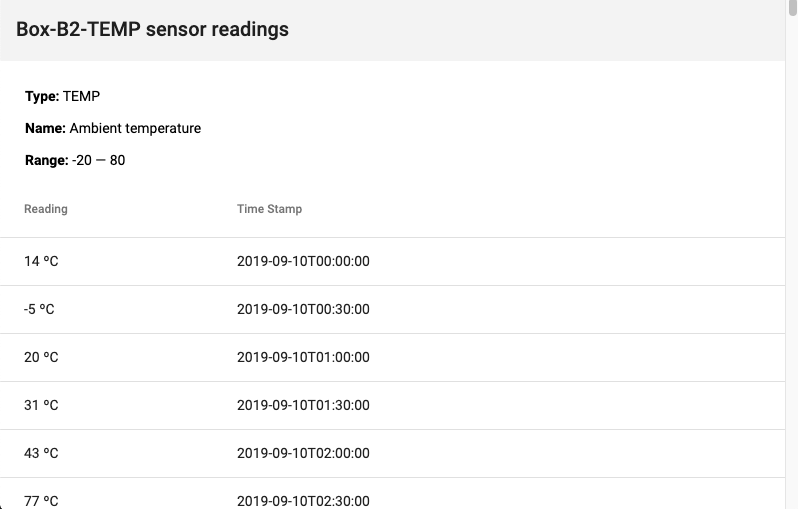 Box-B2-TEMP sensor readings
Type: TEMP
Name: Ambient temperature
Range: -20 — 80
Reading Time Stamp
14 ºC 2019-09-10T00:00:00
-5 ºC 2019-09-10T00:30:00
20 ºC 2019-09-10T01:00:00
31 ºC 2019-09-10T01:30:00
43 ºC 2019-09-10T02:00:00
77 ºC 2019-09-10T02:30:00